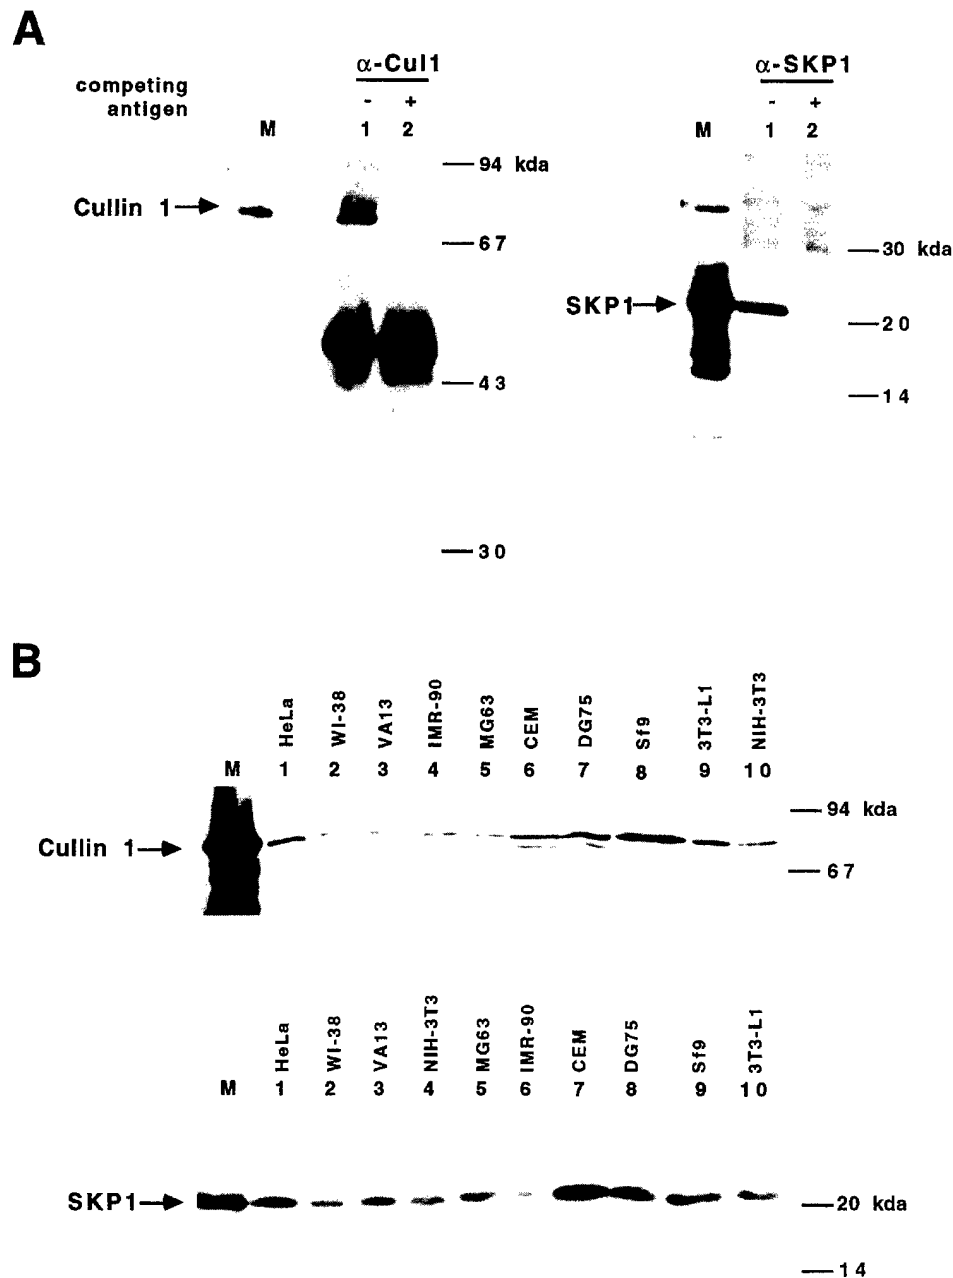 A
α-Cul1
α-SKP1
competing
antigen
- +
- +
M 1 2
M 1 2
94 kda
Cullin 1
67
30 kda
SKP1
20
43
14
30
B
HeLa
WI-38
VA13
IMR-90
MG63
CEM
DG75
Sf9
3T3-L1
NIH-3T3
M 1 2 3 4 5 6 7 8 9 10
94 kda
Cullin 1
67
HeLa
WI-38
VA13
NIH-3T3
MG63
IMR-90
CEM
DG75
Sf9
3T3-L1
M 1 2 3 4 5 6 7 8 9 10
SKP1
20 kda
14